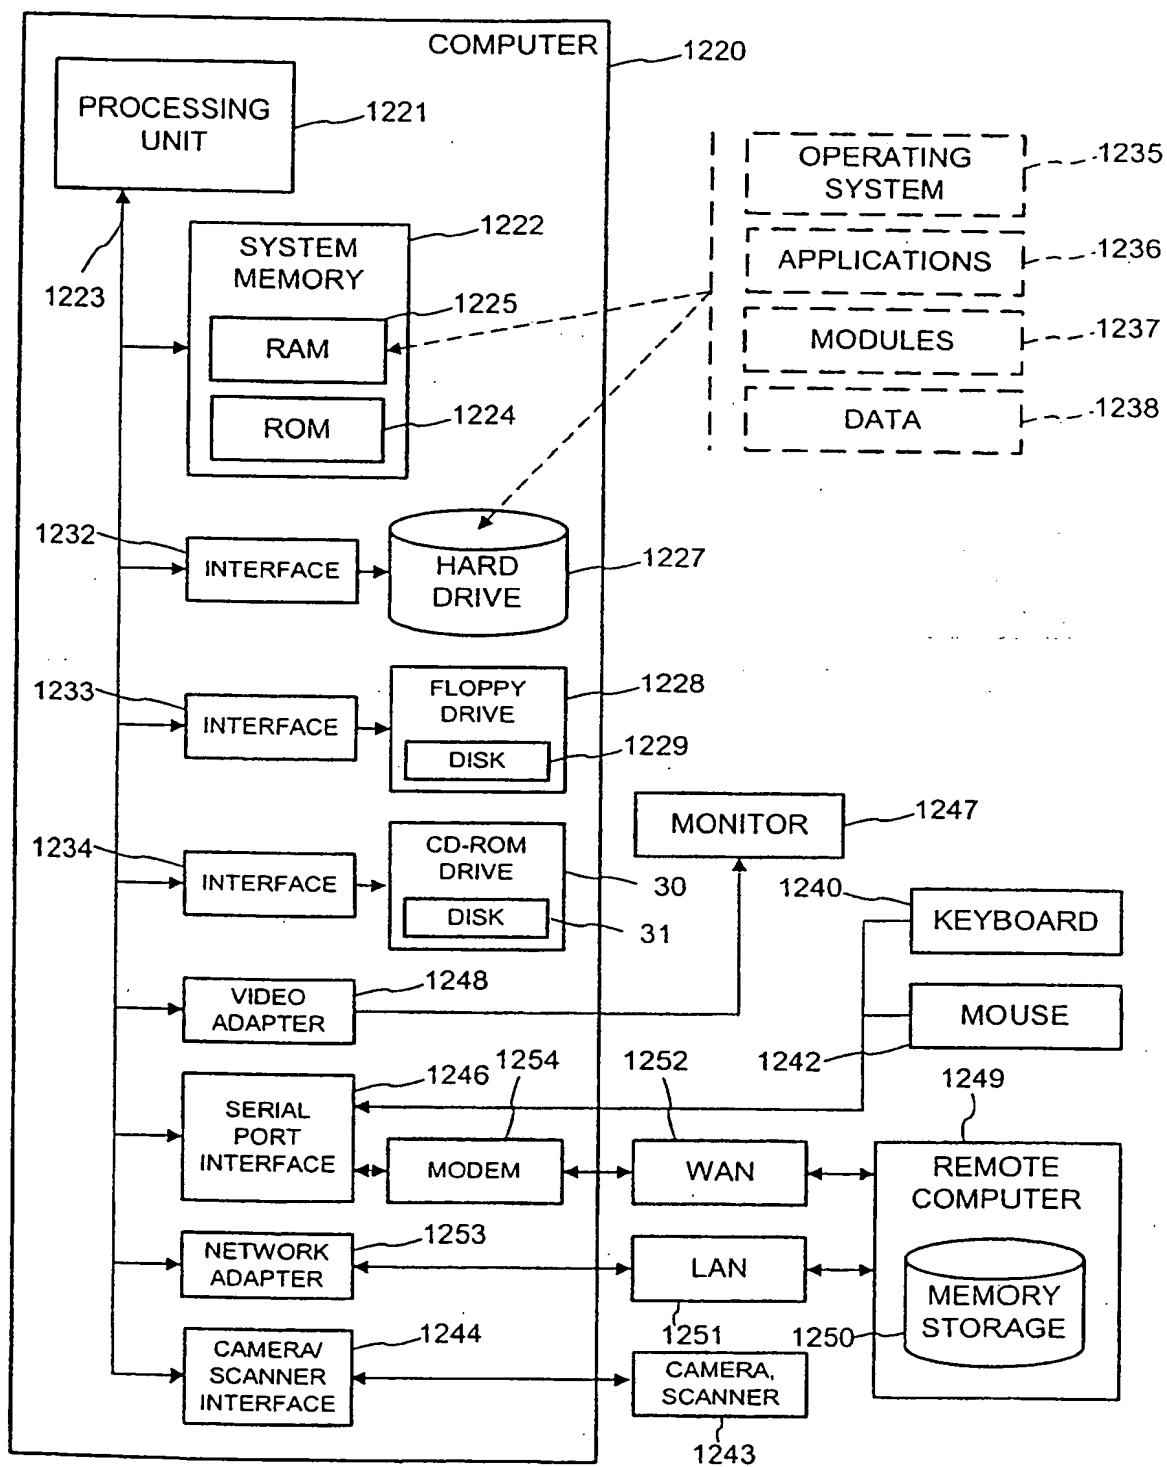 COMPUTER
1220
PROCESSING
UNIT
1221
1223
SYSTEM
MEMORY
1222
RAM
1225
ROM
1224
OPERATING
SYSTEM
1235
APPLICATIONS
1236
MODULES
1237
DATA
1238
1232
INTERFACE
HARD
DRIVE
1227
1233
INTERFACE
FLOPPY
DRIVE
1228
DISK
1229
1234
INTERFACE
CD-ROM
DRIVE
30
DISK
31
MONITOR
1247
1240
KEYBOARD
MOUSE
1242
VIDEO
ADAPTER
1248
SERIAL
PORT
INTERFACE
1246
MODEM
1254
WAN
1252
REMOTE
COMPUTER
1249
MEMORY
STORAGE
1250
NETWORK
ADAPTER
1253
LAN
1251
CAMERA/
SCANNER
INTERFACE
1244
CAMERA,
SCANNER
1243